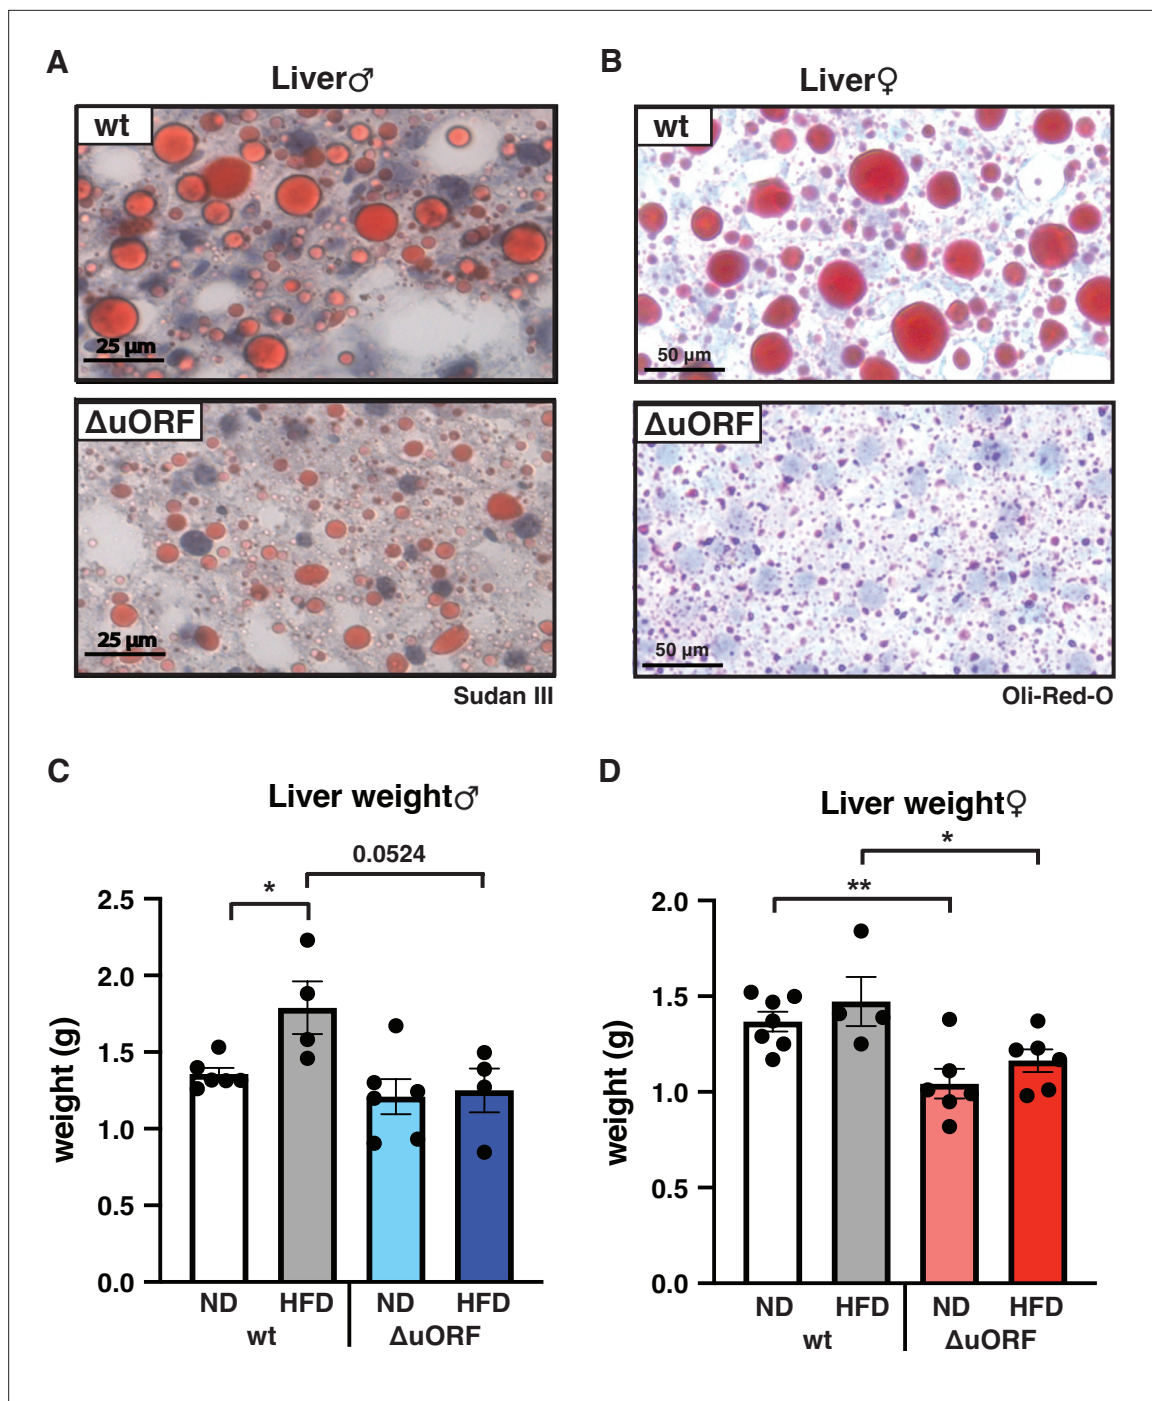 A
Liver♂
wt
25 µm
ΔuORF
25 µm
Sudan III
B
Liver♀
wt
50 µm
ΔuORF
50 µm
Oli-Red-O
C
Liver weight♂
0.0524
*
weight (g)
2.5
2.0
1.5
1.0
0.5
0.0
ND HFD ND HFD
wt ΔuORF
D
Liver weight♀
*
**
weight (g)
2.0
1.5
1.0
0.5
0.0
ND HFD ND HFD
wt ΔuORF